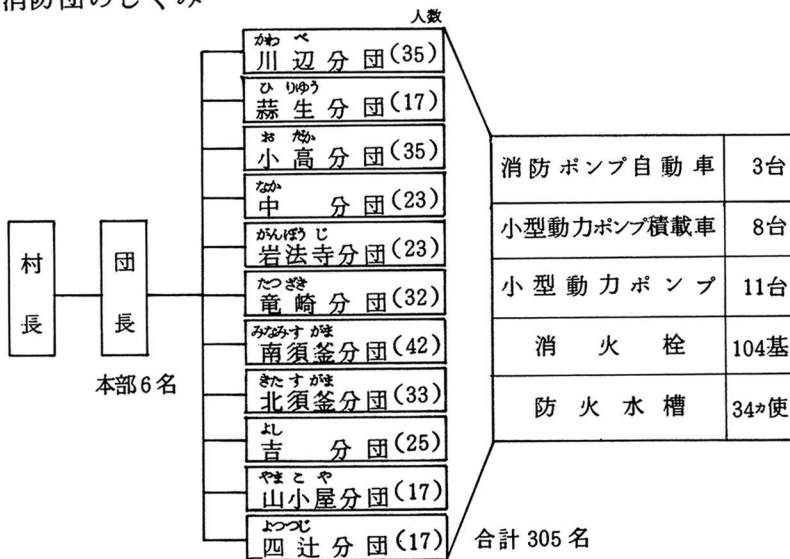 消防団のしくみ
人数
かわ べ
川辺分団(35)
ひ りゆう
蒜生分団(17)
お だか
小高分団(35)
なか
中 分団(23)
がんぽう じ
岩法寺分団(23)
たつ ざき
竜崎分団(32)
みなみ す がま
南須釜分団(42)
きた す がま
北須釜分団(33)
よし
吉 分団(25)
やま こ や
山小屋分団(17)
よつつじ
四辻分団(17)
村長
団長
本部6名
消防ポンプ自動車 3台
小型動力ポンプ積載車 8台
小型動力ポンプ 11台
消火栓 104基
防火水槽 34ヵ使
合計 305 名